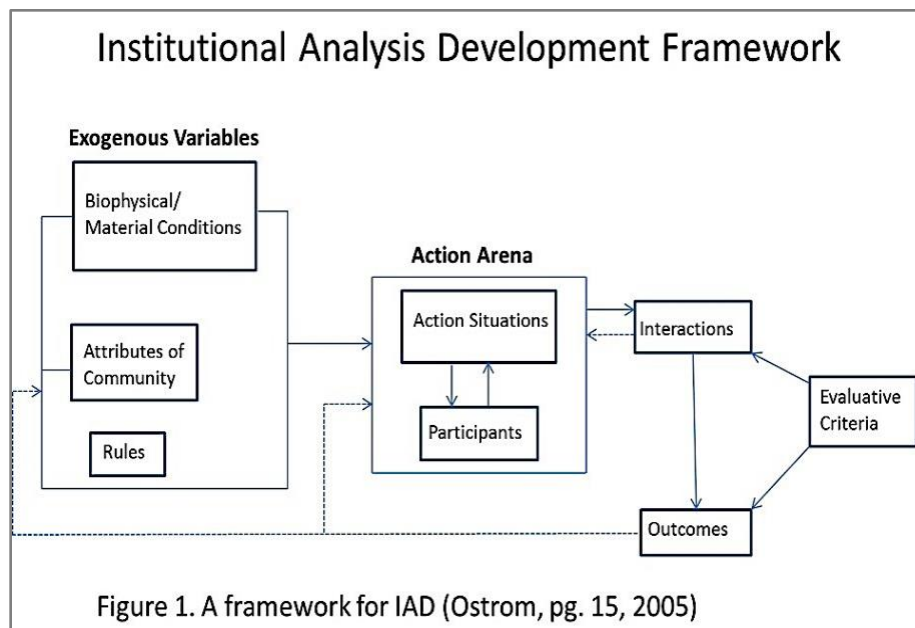 Institutional Analysis Development Framework
Exogenous Variables
Biophysical/
Material Conditions
Attributes of
Community
Rules
Action Arena
Action Situations
Participants
Interactions
Evaluative
Criteria
Outcomes
Figure 1. A framework for IAD (Ostrom, pg. 15, 2005)